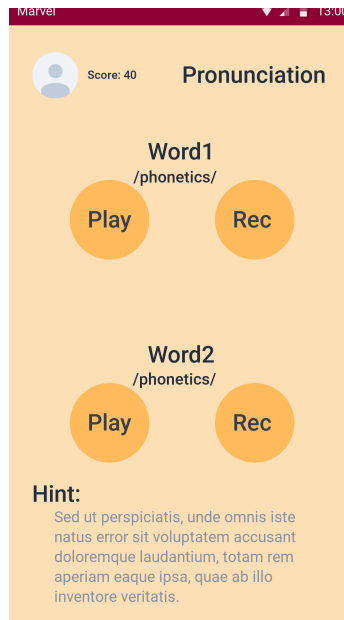 Marvel 13:00
Score: 40 Pronunciation
Word1
/phonetics/
Play Rec
Word2
/phonetics/
Play Rec
Hint:
Sed ut perspiciatis, unde omnis iste
natus error sit voluptatem accusant
doloremque laudantium, totam rem
aperiam eaque ipsa, quae ab illo
inventore veritatis.